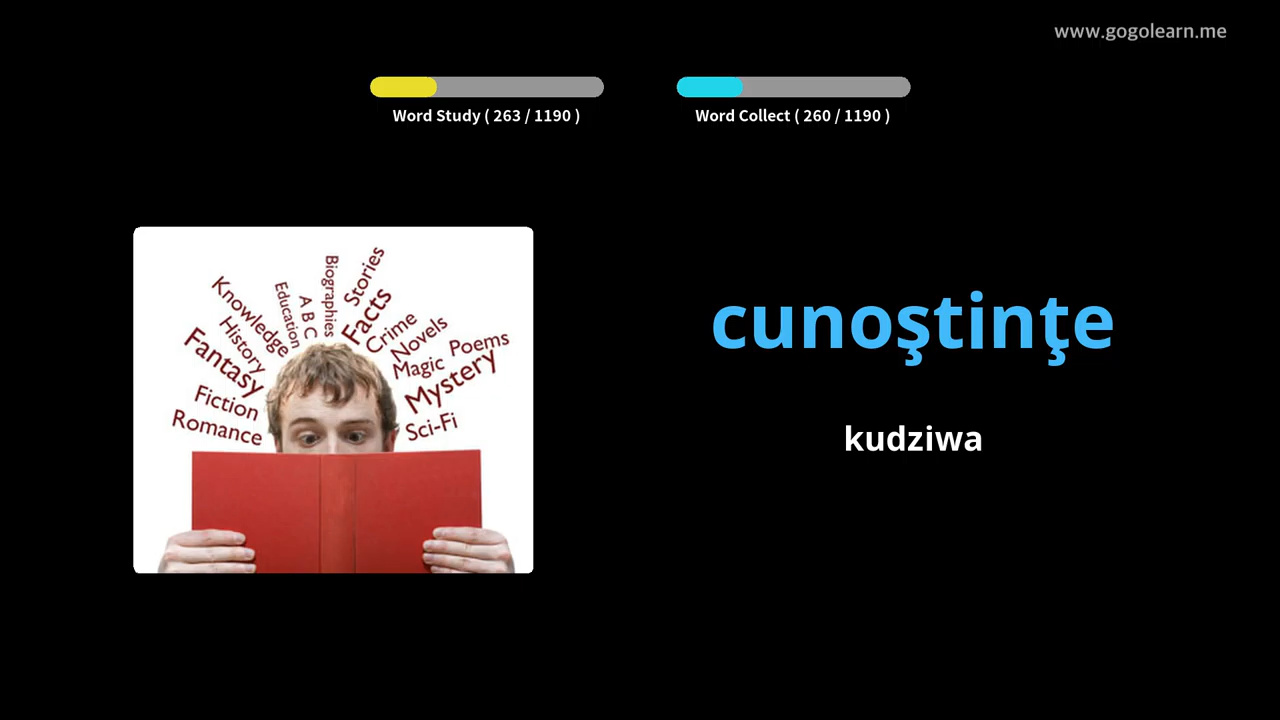 www.gogolearn.me
Word Study ( 263 / 1190 )
Word Collect ( 260 / 1190 )
Knowledge
Education
A B C
Biographies
Stories
Facts
History
Crime
Novels
Fantasy
Magic
Poems
Fiction
Mystery
Romance
Sci-Fi
cunoştinţe
kudziwa